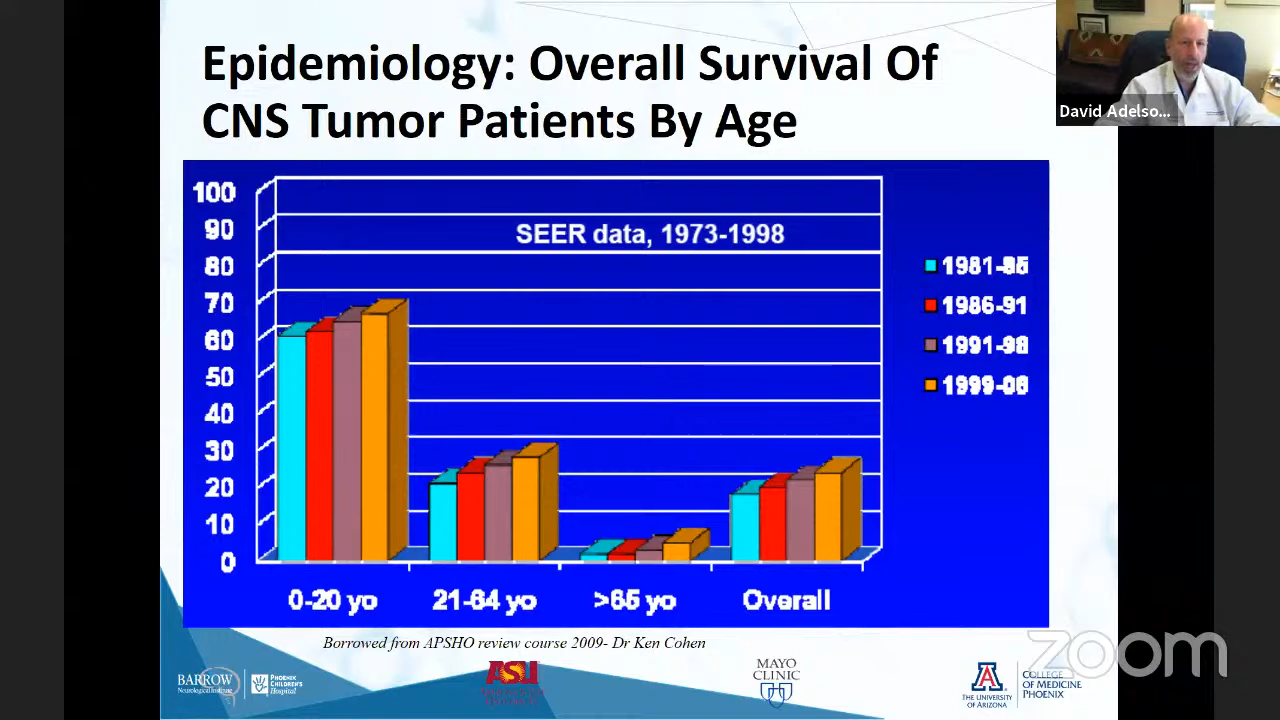 Epidemiology: Overall Survival Of
CNS Tumor Patients By Age
David Adelso...
SEER data, 1973-1998
100
90
80
70
60
50
40
30
20
10
0
1981-85
1986-91
1991-98
0-20 yo
21-64 yo
>65 yo
Overall
Borrowed from APSHO review course 2009- Dr Ken Cohen
BARROW
Neurological Institute
PHOENIX
CHILDREN'S
Hospital
ASU
MAYO
CLINIC
THE UNIVERSITY
OF ARIZONA
COLLEGE
OF MEDICINE
PHOENIX
zoom